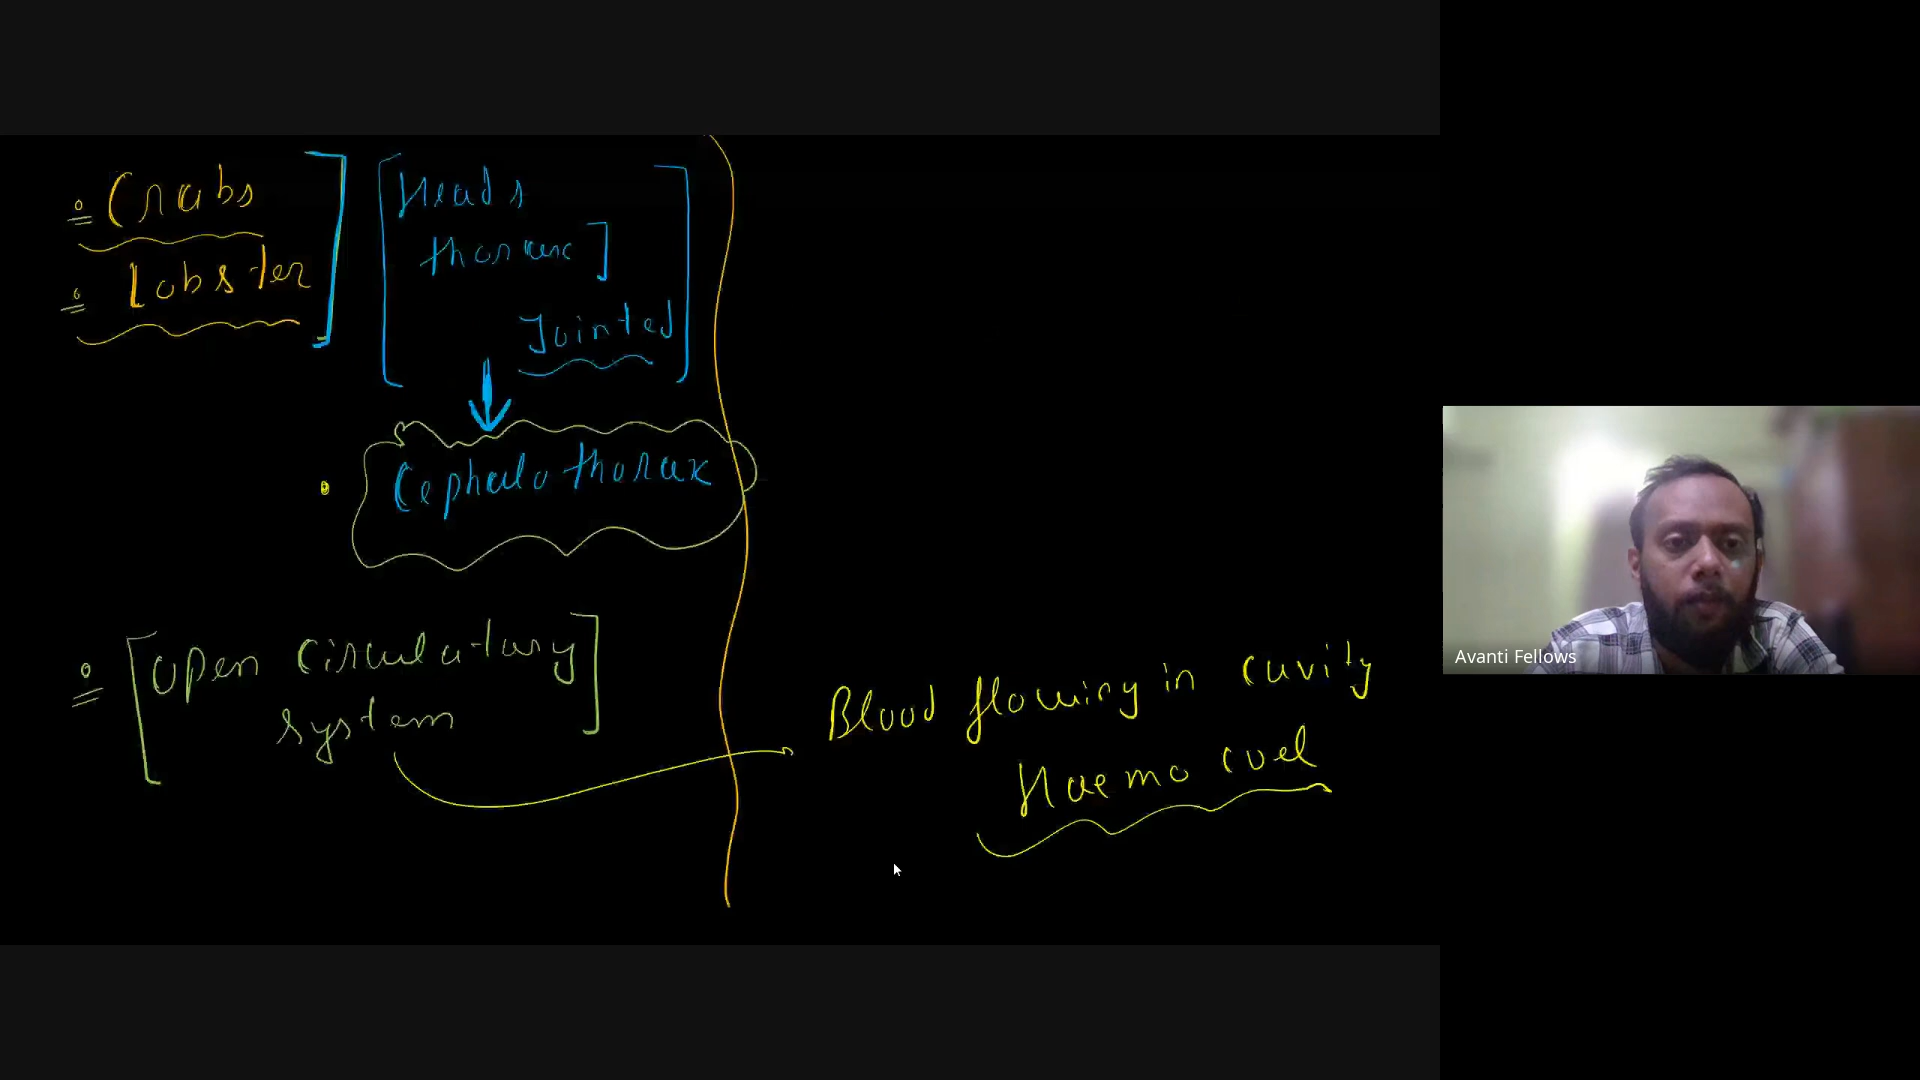 Crabs
Lobster
Heads
thorax
Jointed
Cephalothorax
Open Circulatory
system
Blood flowing in cavity
Haemocoel
Avanti Fellows